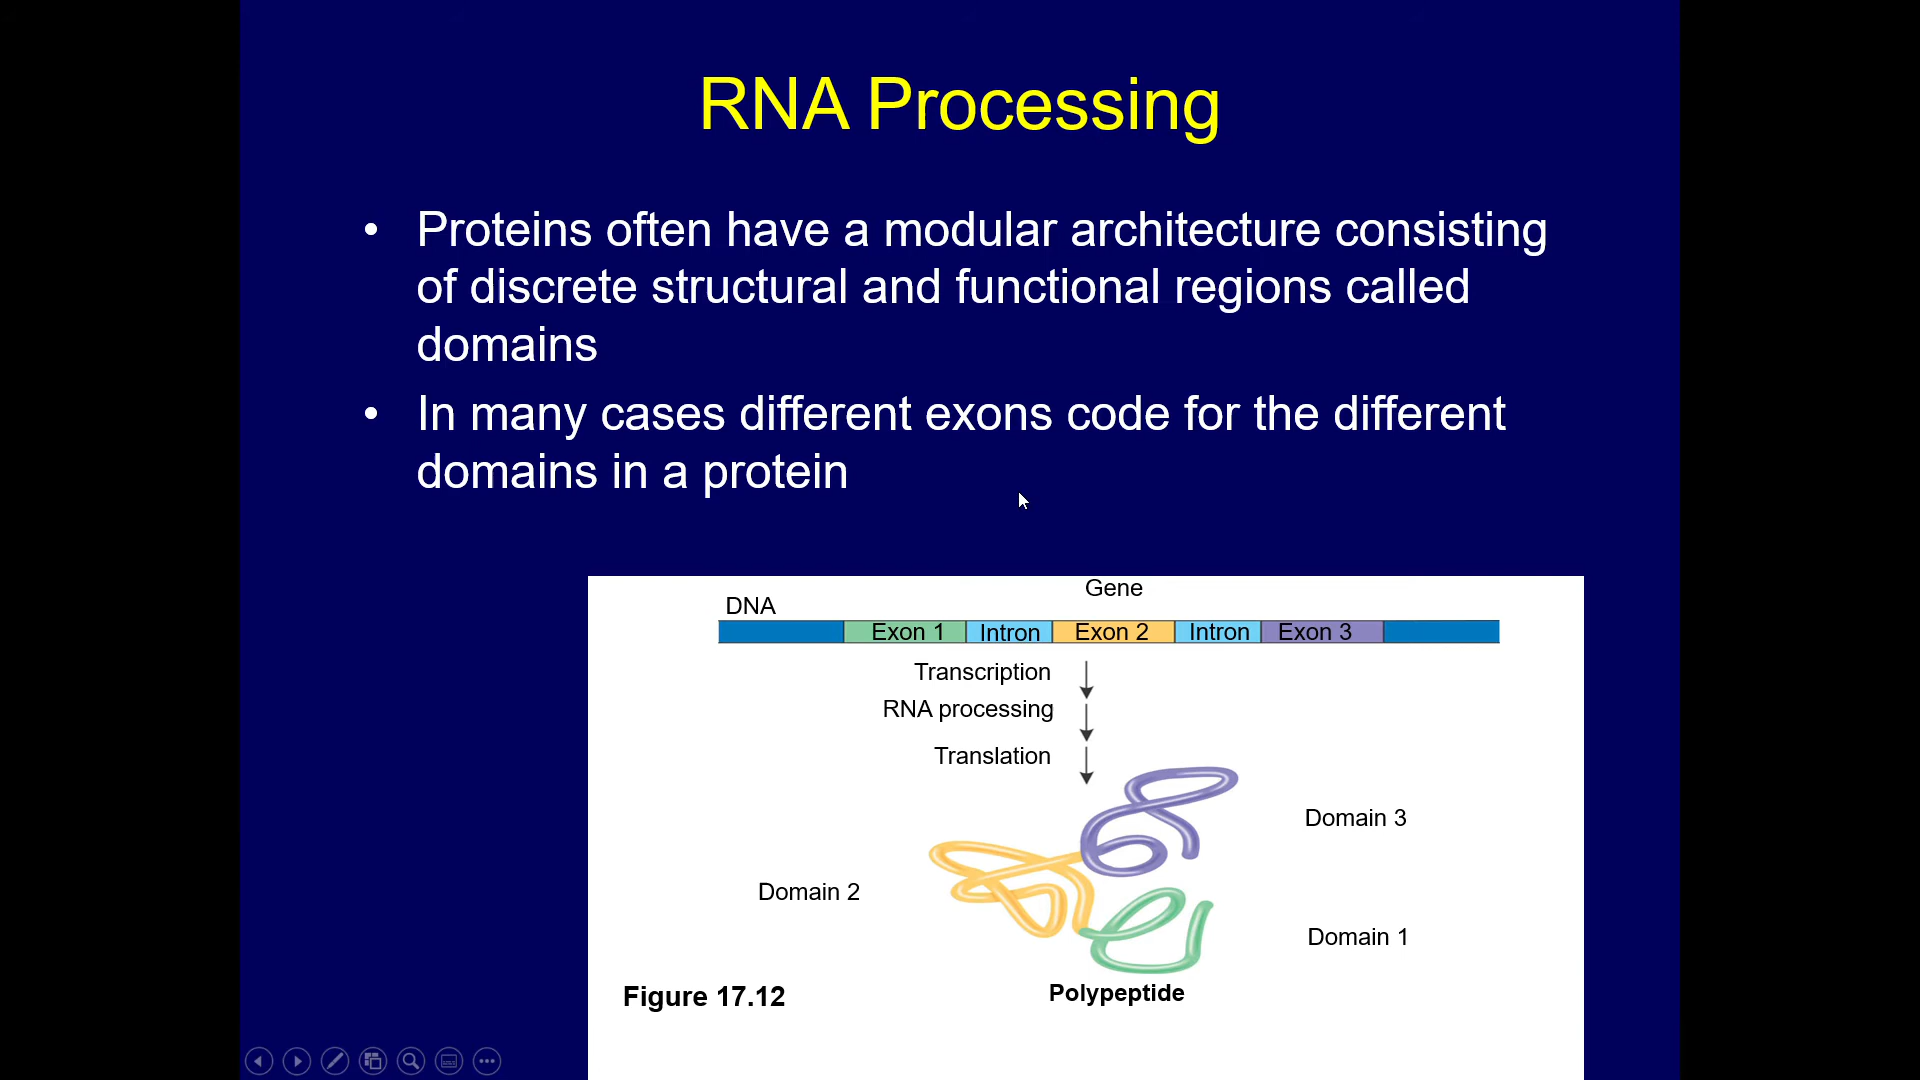 RNA Processing
• Proteins often have a modular architecture consisting
of discrete structural and functional regions called
domains
• In many cases different exons code for the different
domains in a protein
Gene
DNA
Exon 1 Intron Exon 2 Intron Exon 3
Transcription
RNA processing
Translation
Domain 3
Domain 2
Domain 1
Polypeptide
Figure 17.12